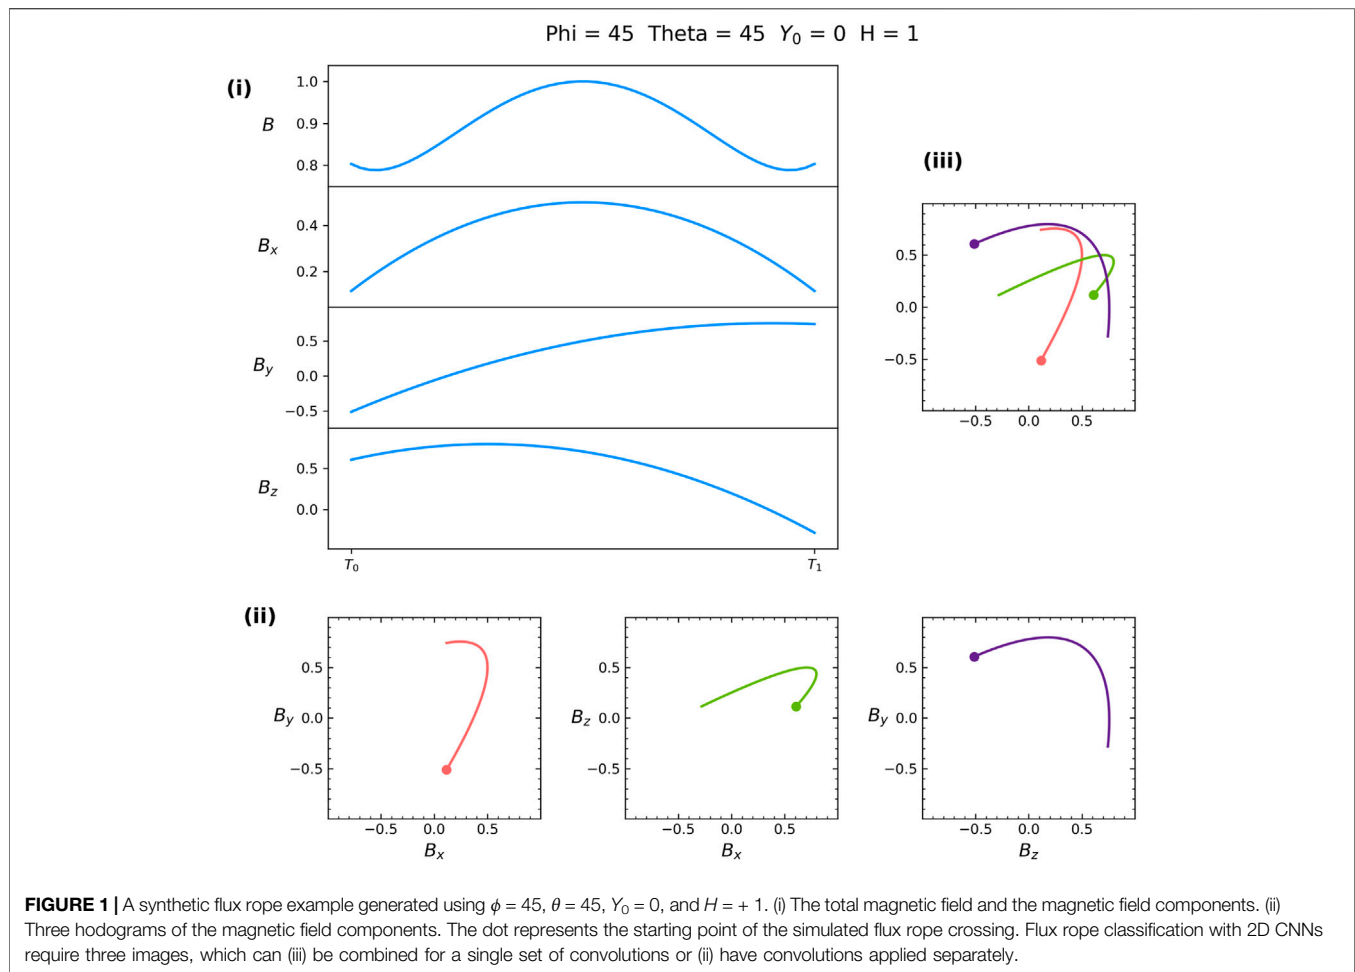 Phi = 45 Theta = 45 Y₀ = 0 H = 1
(i)
B
1.0
0.9
0.8
Bₓ
0.4
0.2
B_y
0.5
0.0
−0.5
B_z
0.5
0.0
T₀
T₁
(iii)
0.5
0.0
−0.5
−0.5 0.0 0.5
(ii)
B_y
0.5
0.0
−0.5
−0.5 0.0 0.5
Bₓ
B_z
0.5
0.0
−0.5
−0.5 0.0 0.5
Bₓ
B_y
0.5
0.0
−0.5
−0.5 0.0 0.5
B_z
FIGURE 1 | A synthetic flux rope example generated using ϕ = 45, θ = 45, Y₀ = 0, and H = + 1. (i) The total magnetic field and the magnetic field components. (ii)
Three hodograms of the magnetic field components. The dot represents the starting point of the simulated flux rope crossing. Flux rope classification with 2D CNNs
require three images, which can (iii) be combined for a single set of convolutions or (ii) have convolutions applied separately.